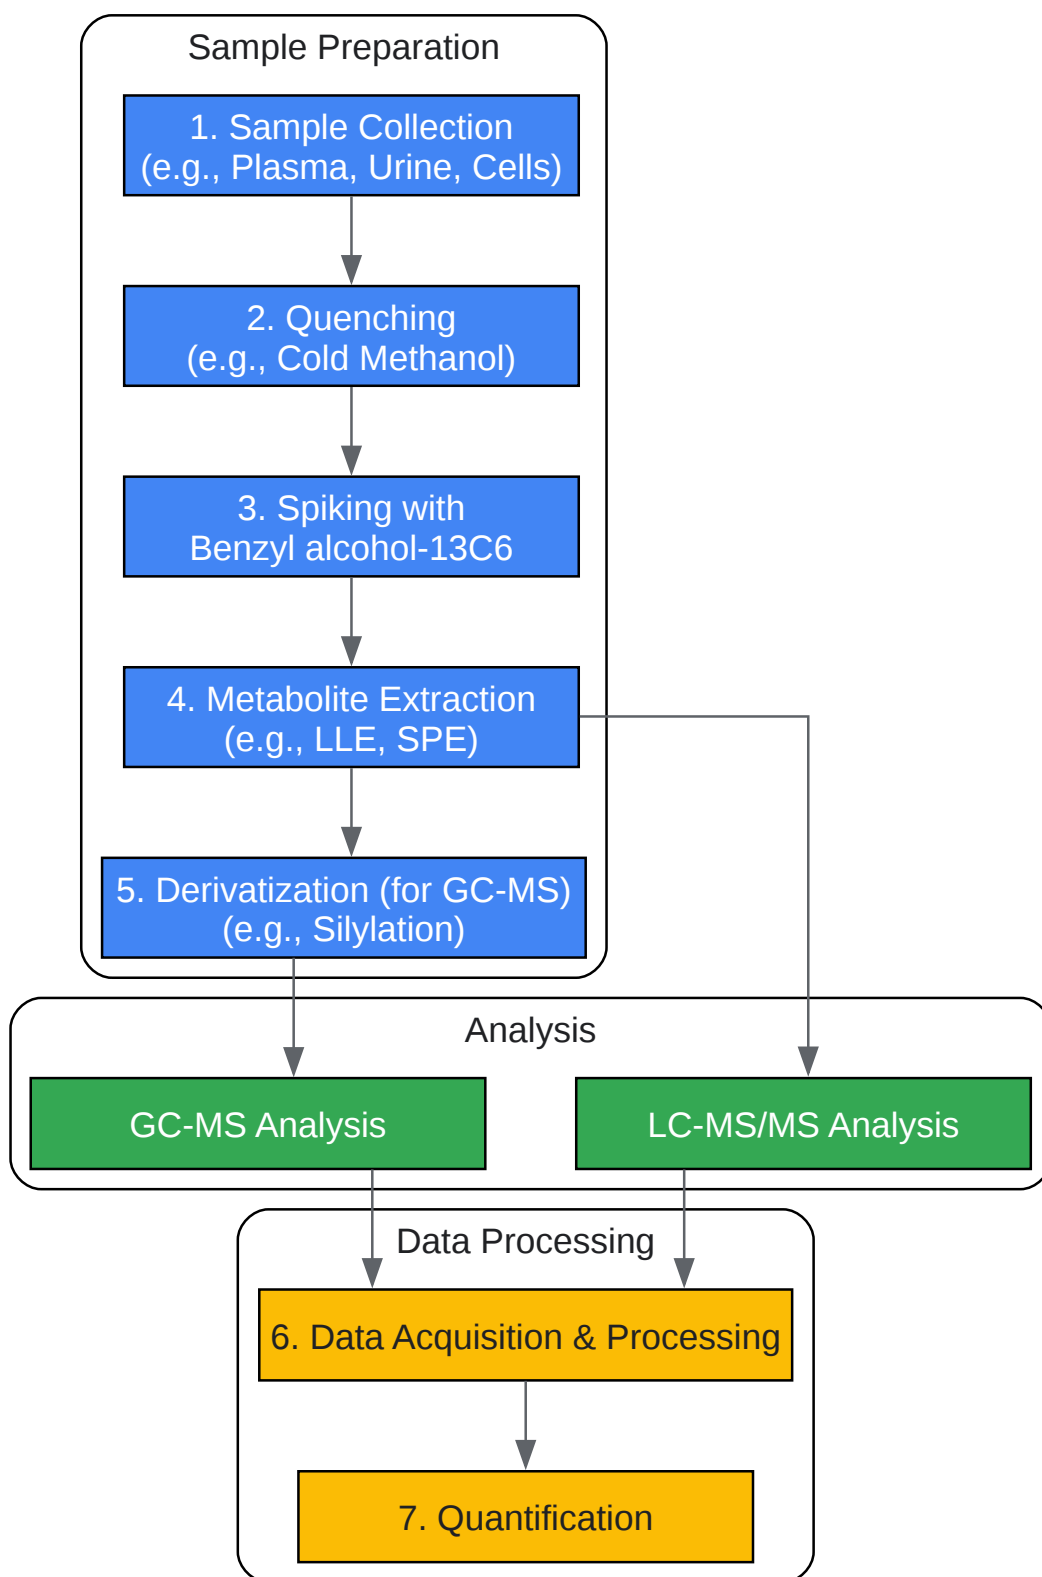 Sample Preparation
1. Sample Collection
(e.g., Plasma, Urine, Cells)
2. Quenching
(e.g., Cold Methanol)
3. Spiking with
Benzyl alcohol-13C6
4. Metabolite Extraction
(e.g., LLE, SPE)
5. Derivatization (for GC-MS)
(e.g., Silylation)
Analysis
GC-MS Analysis
LC-MS/MS Analysis
Data Processing
6. Data Acquisition & Processing
7. Quantification